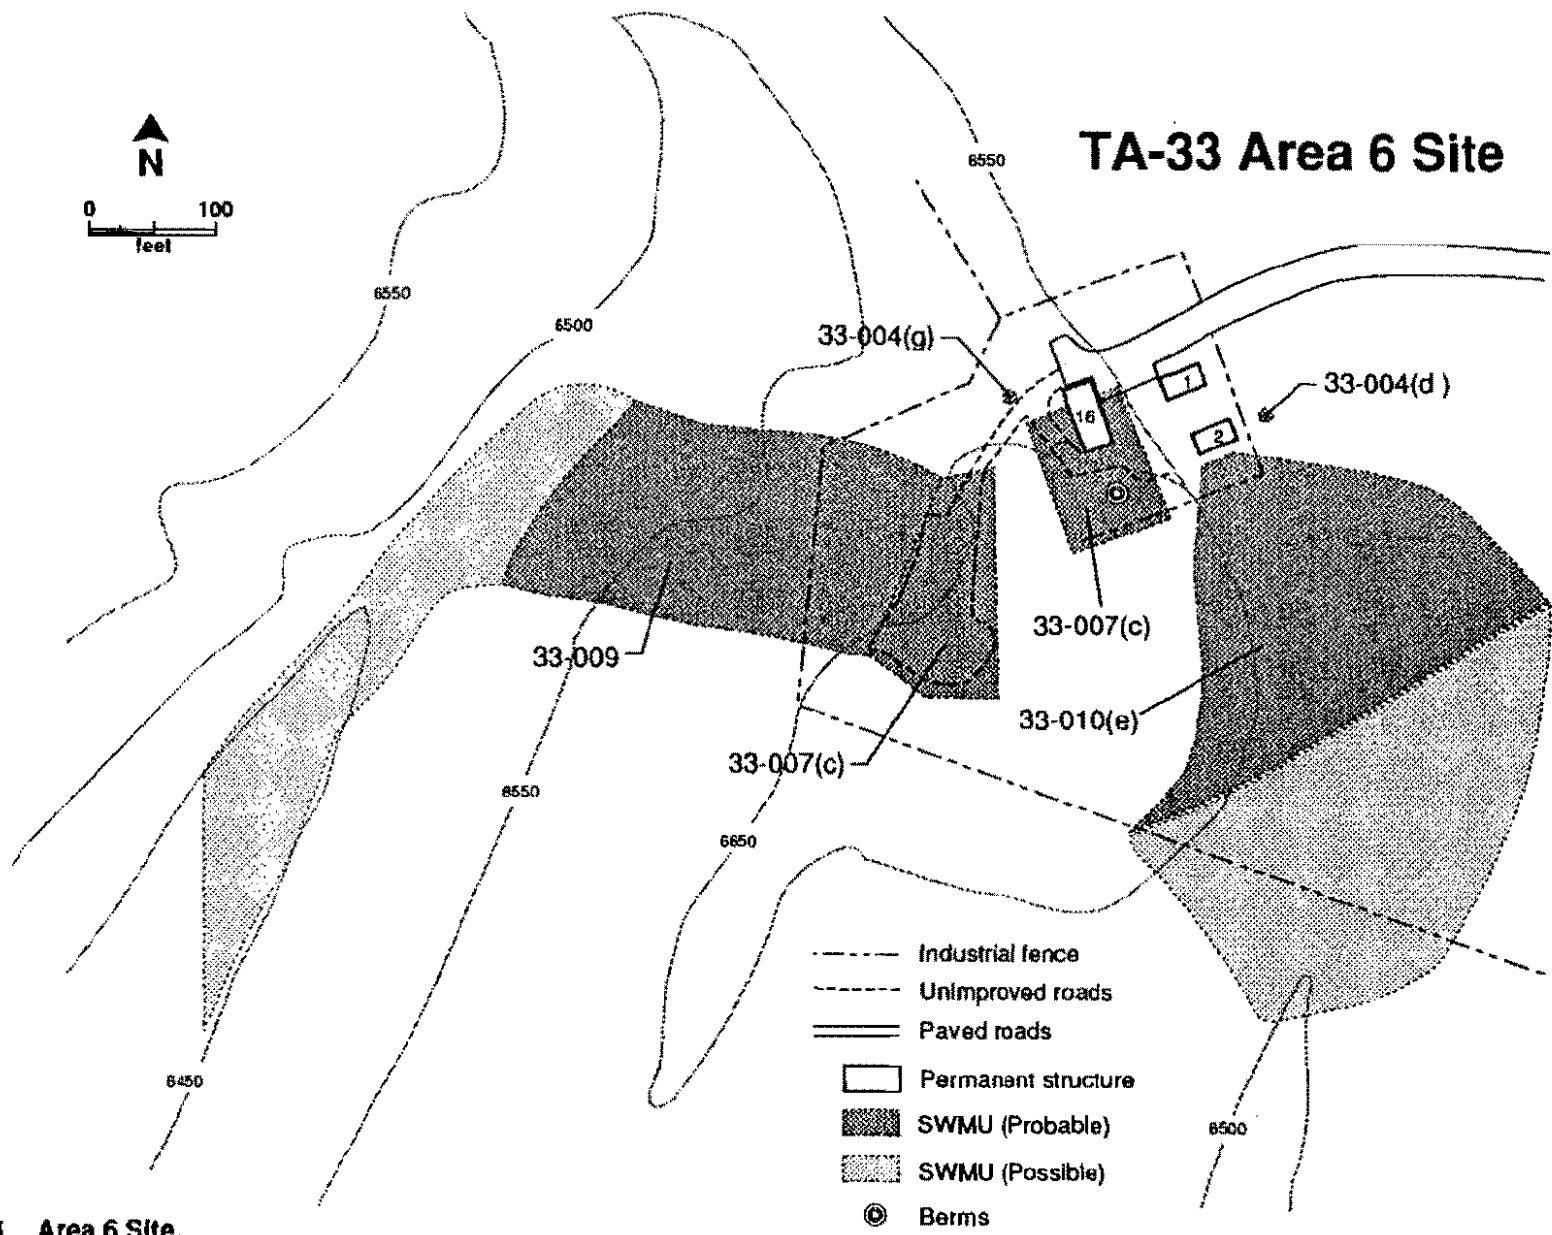 TA-33 Area 6 Site
N
0 100
feet
6550
6550
6500
33-004(g)
33-004(d )
16
1
2
33-007(c)
33-009
33-010(e)
33-007(c)
6550
6650
6450
6500
Industrial fence
Unimproved roads
Paved roads
Permanent structure
SWMU (Probable)
SWMU (Possible)
Berms
Area 6 Site.